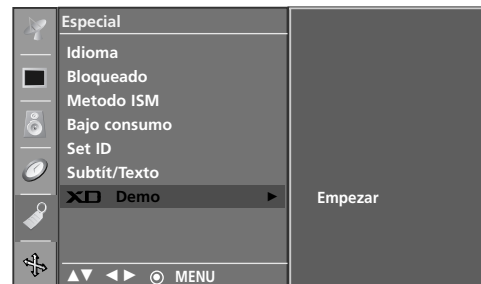 Especial
Idioma
Bloqueado
Metodo ISM
Bajo consumo
Set ID
Subtít/Texto
XD Demo ► Empezar
▲▼ ◄► ◉ MENU